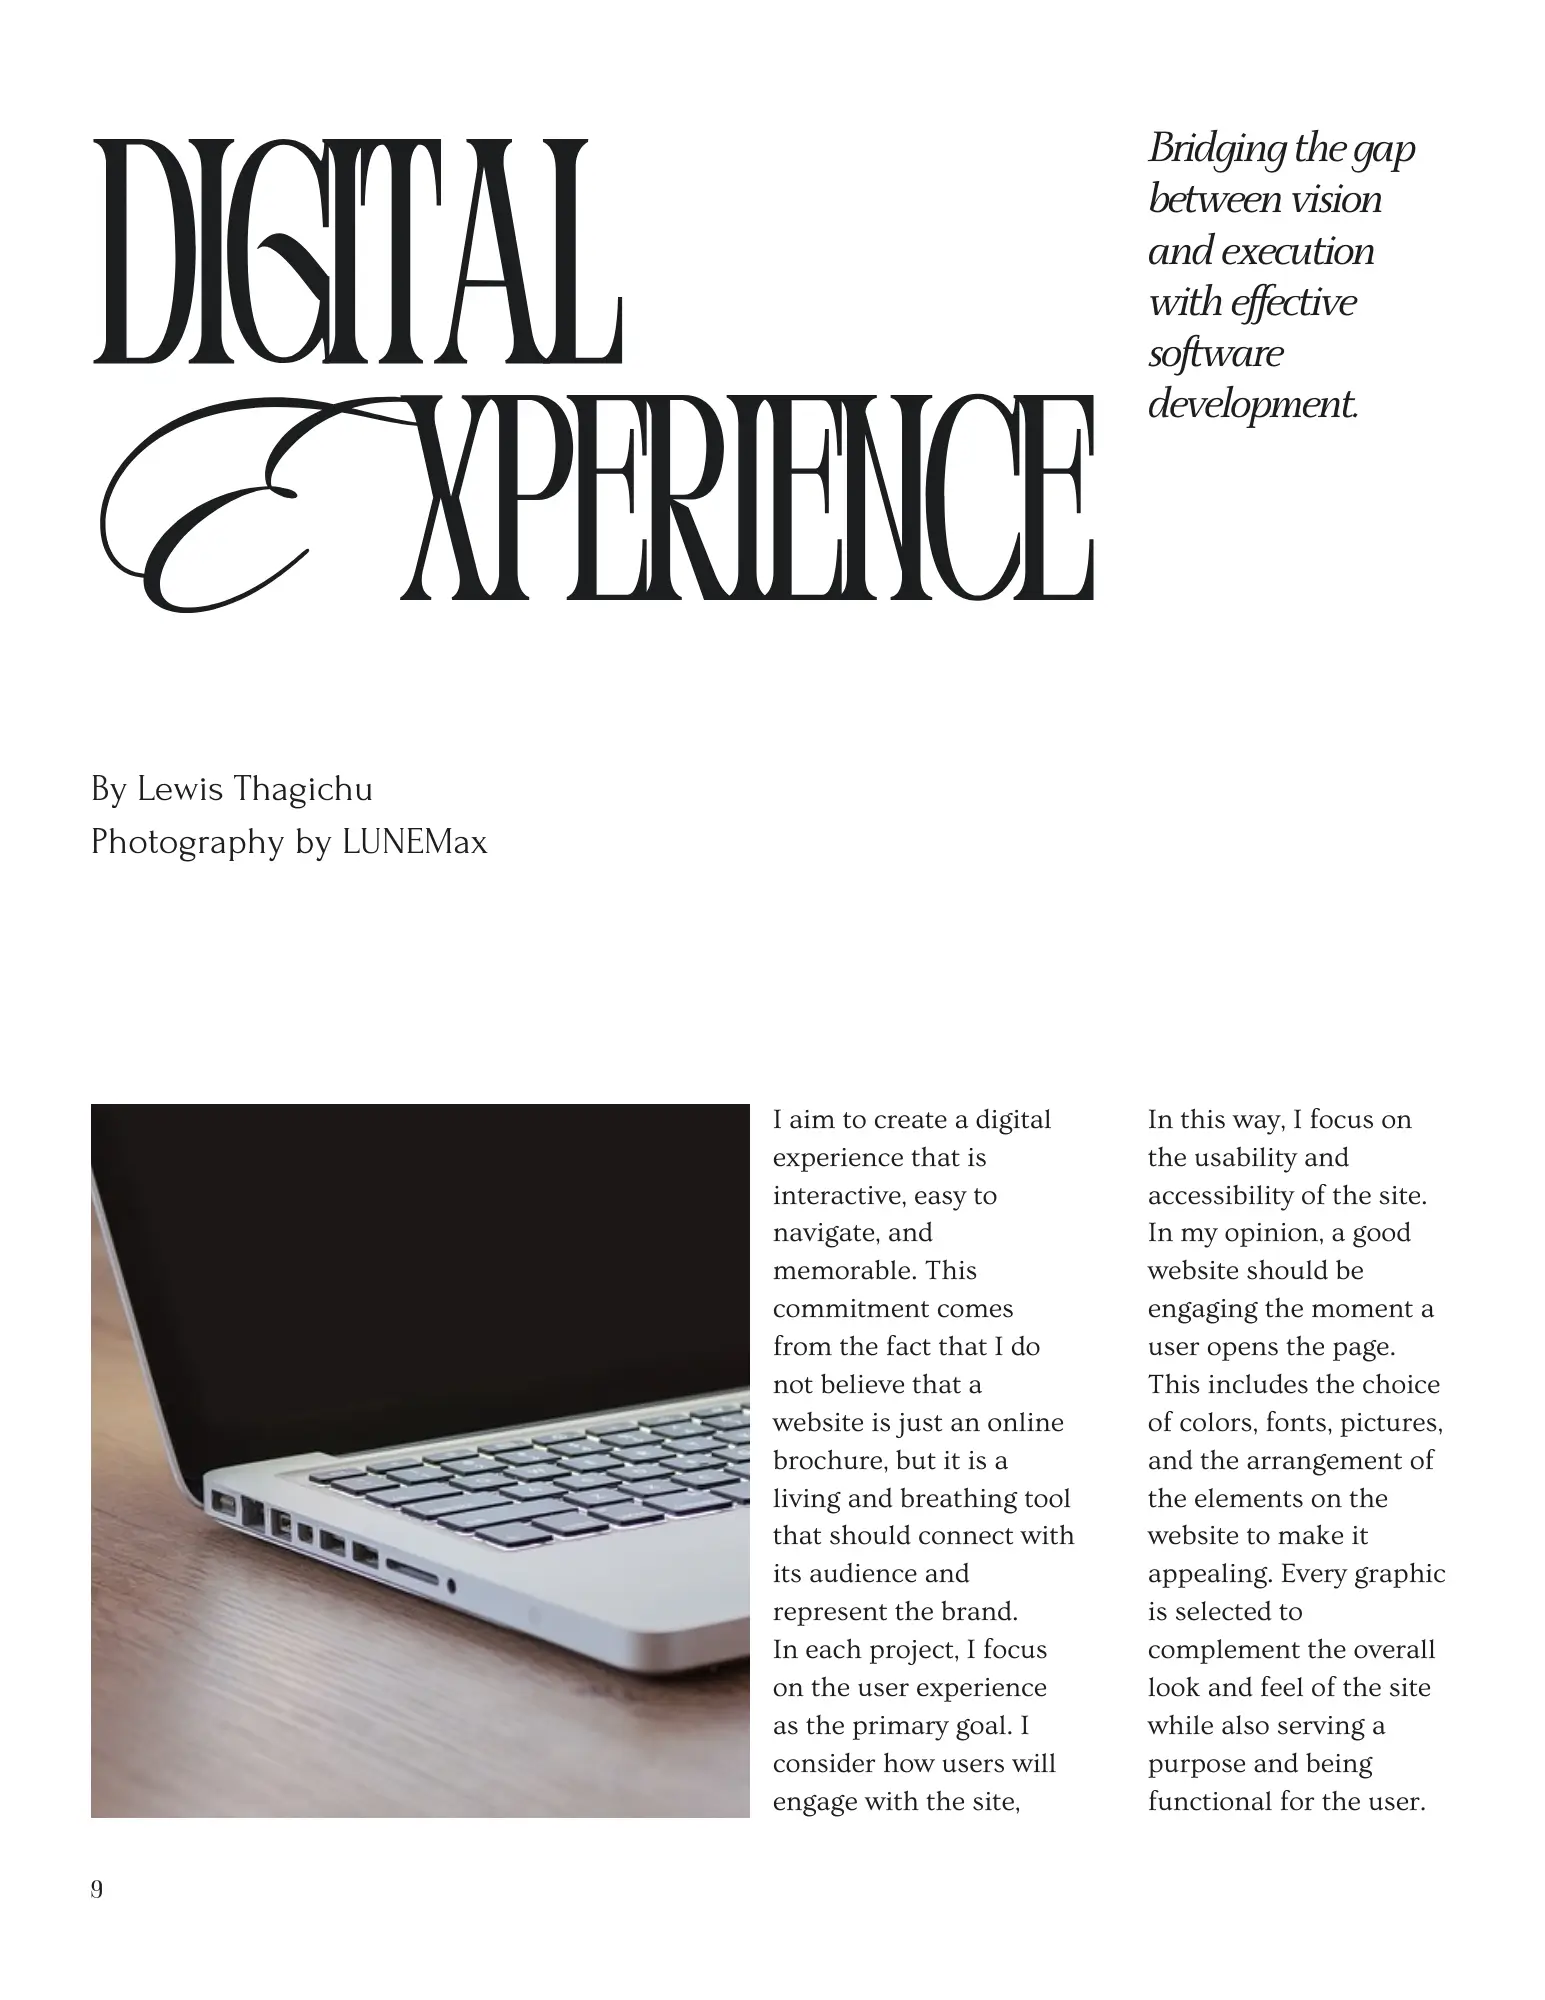 DIGITAL
EXPERIENCE
Bridging the gap
between vision
and execution
with effective
software
development.
By Lewis Thagichu
Photography by LUNEMax
I aim to create a digital
experience that is
interactive, easy to
navigate, and
memorable. This
commitment comes
from the fact that I do
not believe that a
website is just an online
brochure, but it is a
living and breathing tool
that should connect with
its audience and
represent the brand.
In each project, I focus
on the user experience
as the primary goal. I
consider how users will
engage with the site,
In this way, I focus on
the usability and
accessibility of the site.
In my opinion, a good
website should be
engaging the moment a
user opens the page.
This includes the choice
of colors, fonts, pictures,
and the arrangement of
the elements on the
website to make it
appealing. Every graphic
is selected to
complement the overall
look and feel of the site
while also serving a
purpose and being
functional for the user.
9